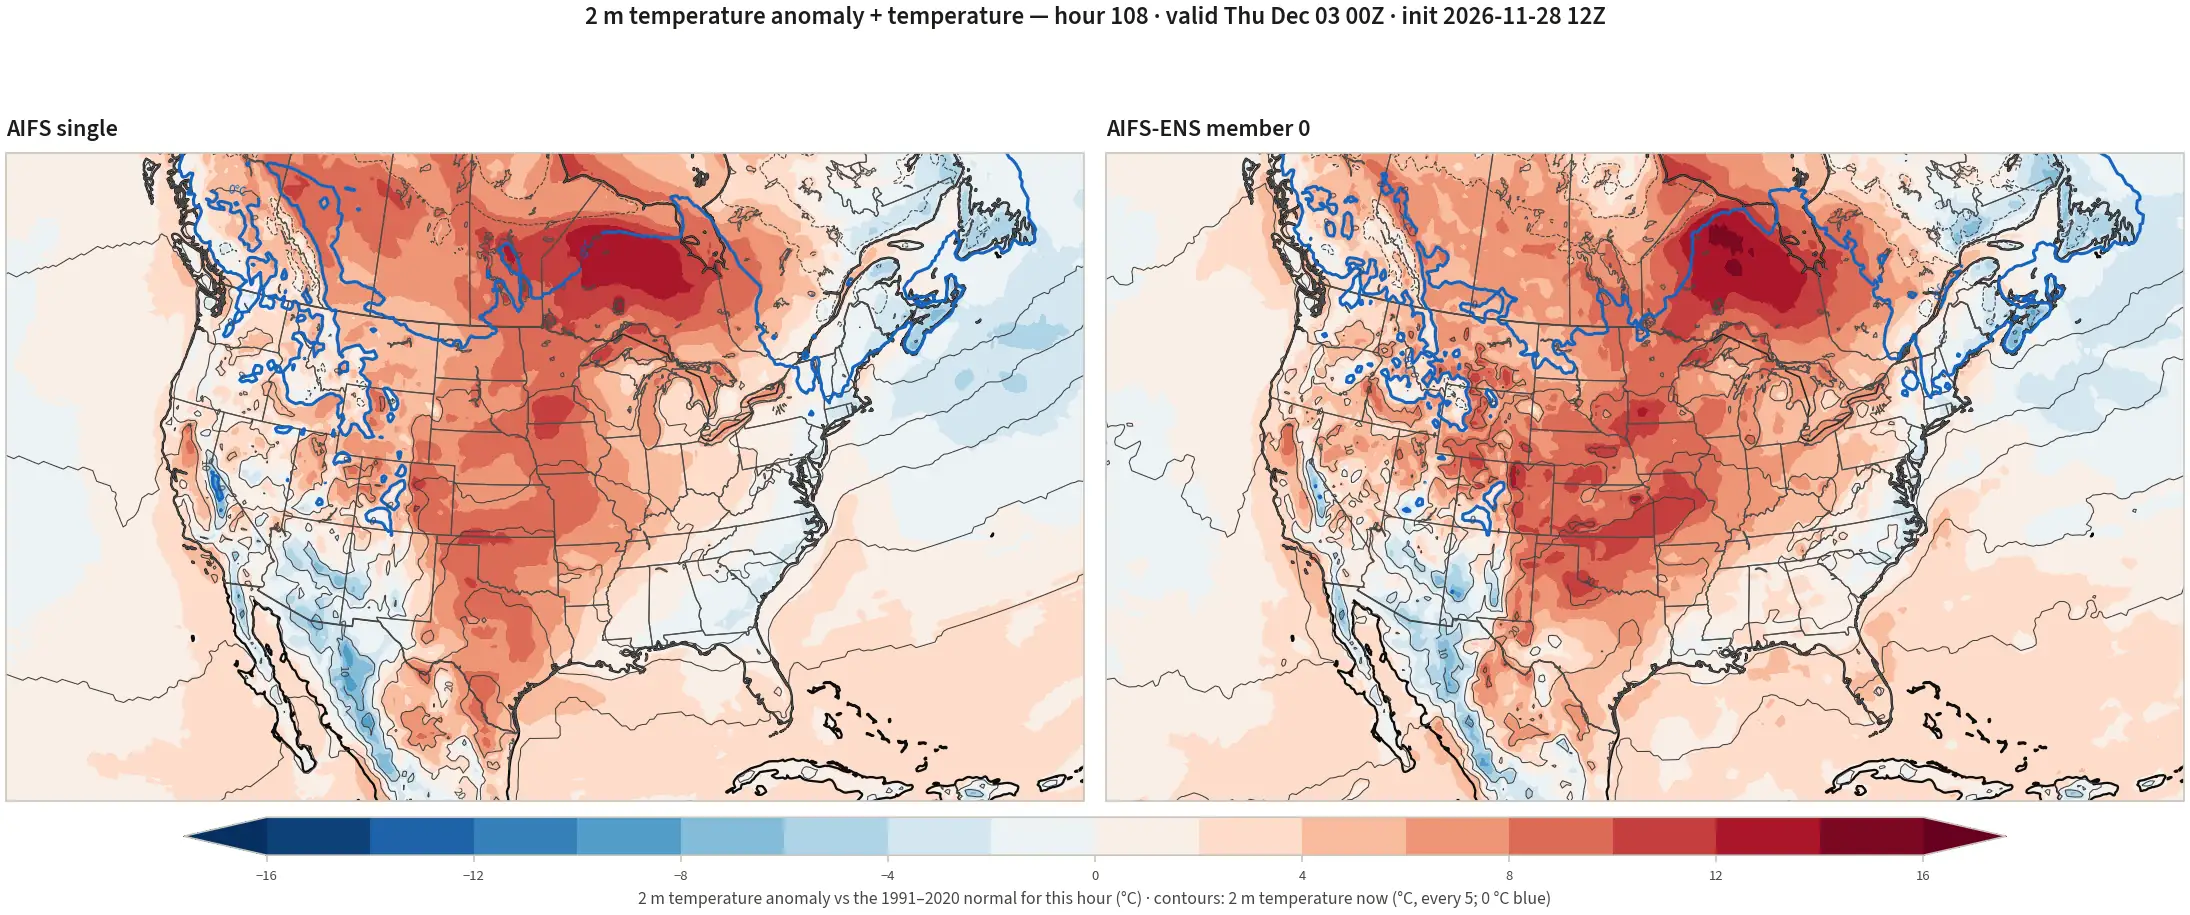 2 m temperature anomaly + temperature — hour 108 · valid Thu Dec 03 00Z · init 2026-11-28 12Z
AIFS single
AIFS-ENS member 0
−16 −12 −8 −4 0 4 8 12 16
2 m temperature anomaly vs the 1991–2020 normal for this hour (°C) · contours: 2 m temperature now (°C, every 5; 0 °C blue)